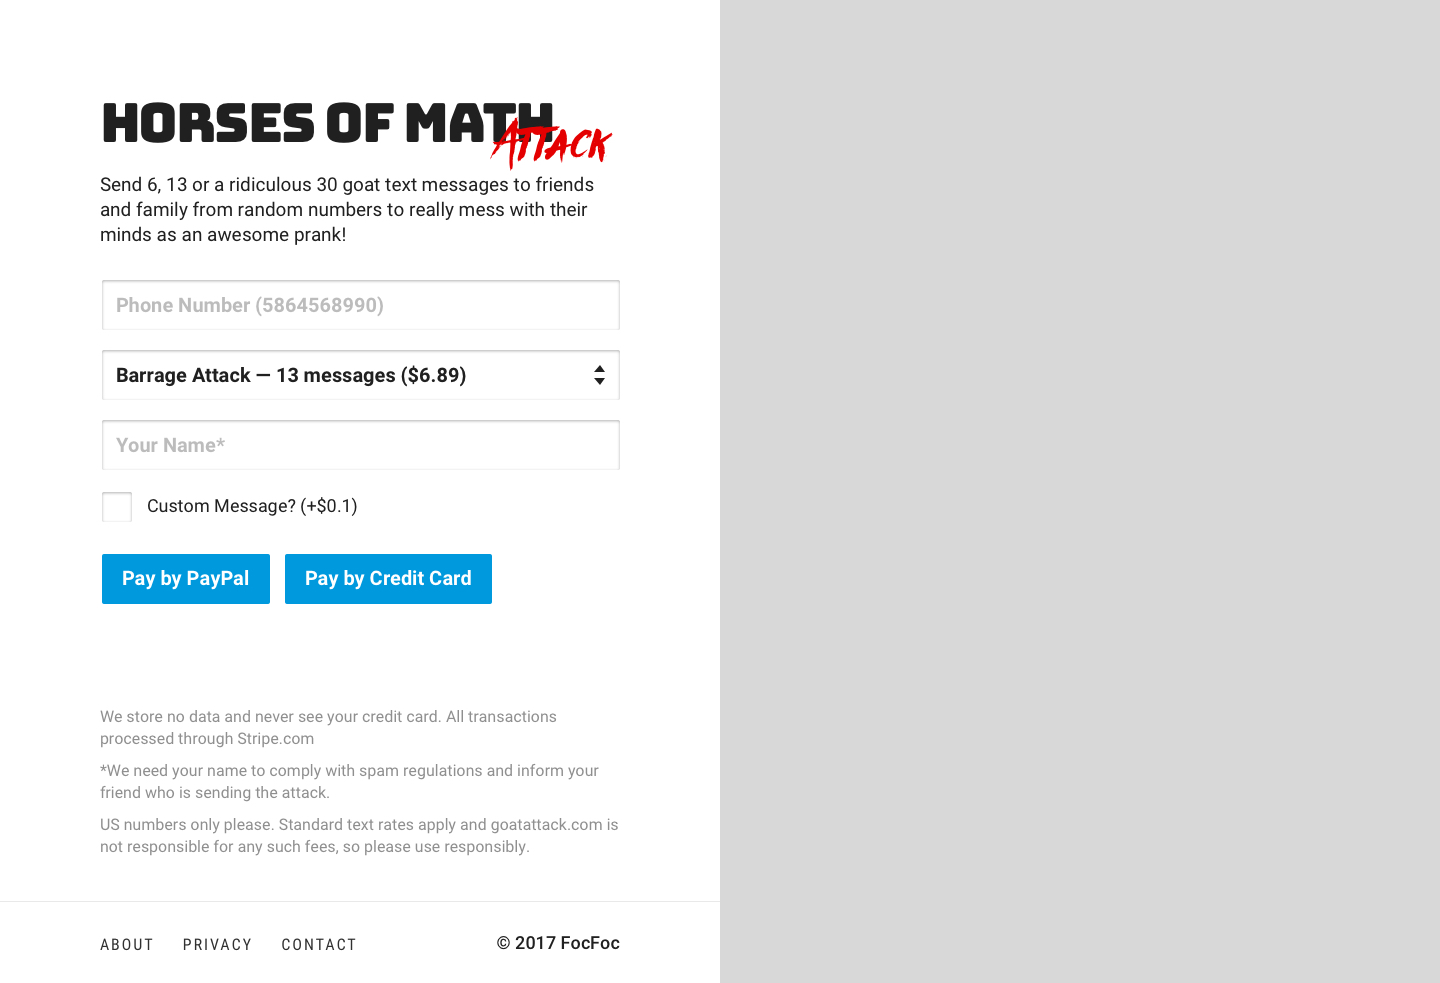 HORSES OF MATH
ATTACK
Send 6, 13 or a ridiculous 30 goat text messages to friends
and family from random numbers to really mess with their
minds as an awesome prank!
Phone Number (5864568990)
Barrage Attack — 13 messages ($6.89)
Your Name*
Custom Message? (+$0.1)
Pay by PayPal Pay by Credit Card
We store no data and never see your credit card. All transactions
processed through Stripe.com
*We need your name to comply with spam regulations and inform your
friend who is sending the attack.
US numbers only please. Standard text rates apply and goatattack.com is
not responsible for any such fees, so please use responsibly.
ABOUT PRIVACY CONTACT © 2017 FocFoc